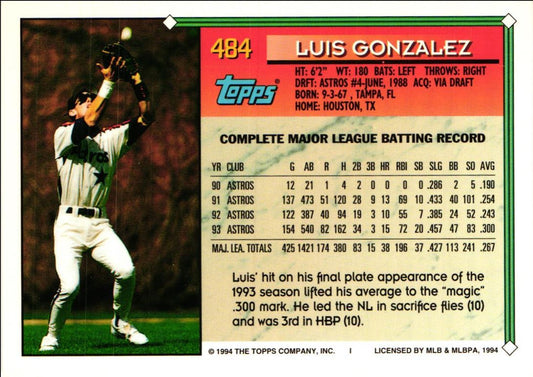 484
LUIS GONZALEZ
Topps
HT: 6'2" WT: 180 BATS: LEFT THROWS: RIGHT
DRFT: ASTROS #4-JUNE, 1988 ACQ: VIA DRAFT
BORN: 9-3-67 , TAMPA, FL
HOME: HOUSTON, TX
COMPLETE MAJOR LEAGUE BATTING RECORD
YR CLUB G AB R H 2B 3B HR RBI SB SLG BB SO AVG
90 ASTROS 12 21 1 4 2 0 0 0 0 .286 2 5 .190
91 ASTROS 137 473 51 120 28 9 13 69 10 .433 40 101 .254
92 ASTROS 122 387 40 94 19 3 10 55 7 .385 24 52 .243
93 ASTROS 154 540 82 162 34 3 15 72 20 .457 47 83 .300
MAJ. LEA. TOTALS 425 1421 174 380 83 15 38 196 37 .427 113 241 .267
Luis' hit on his final plate appearance of the
1993 season lifted his average to the "magic"
.300 mark. He led the NL in sacrifice flies (10)
and was 3rd in HBP (10).
© 1994 THE TOPPS COMPANY, INC. I LICENSED BY MLB & MLBPA, 1994